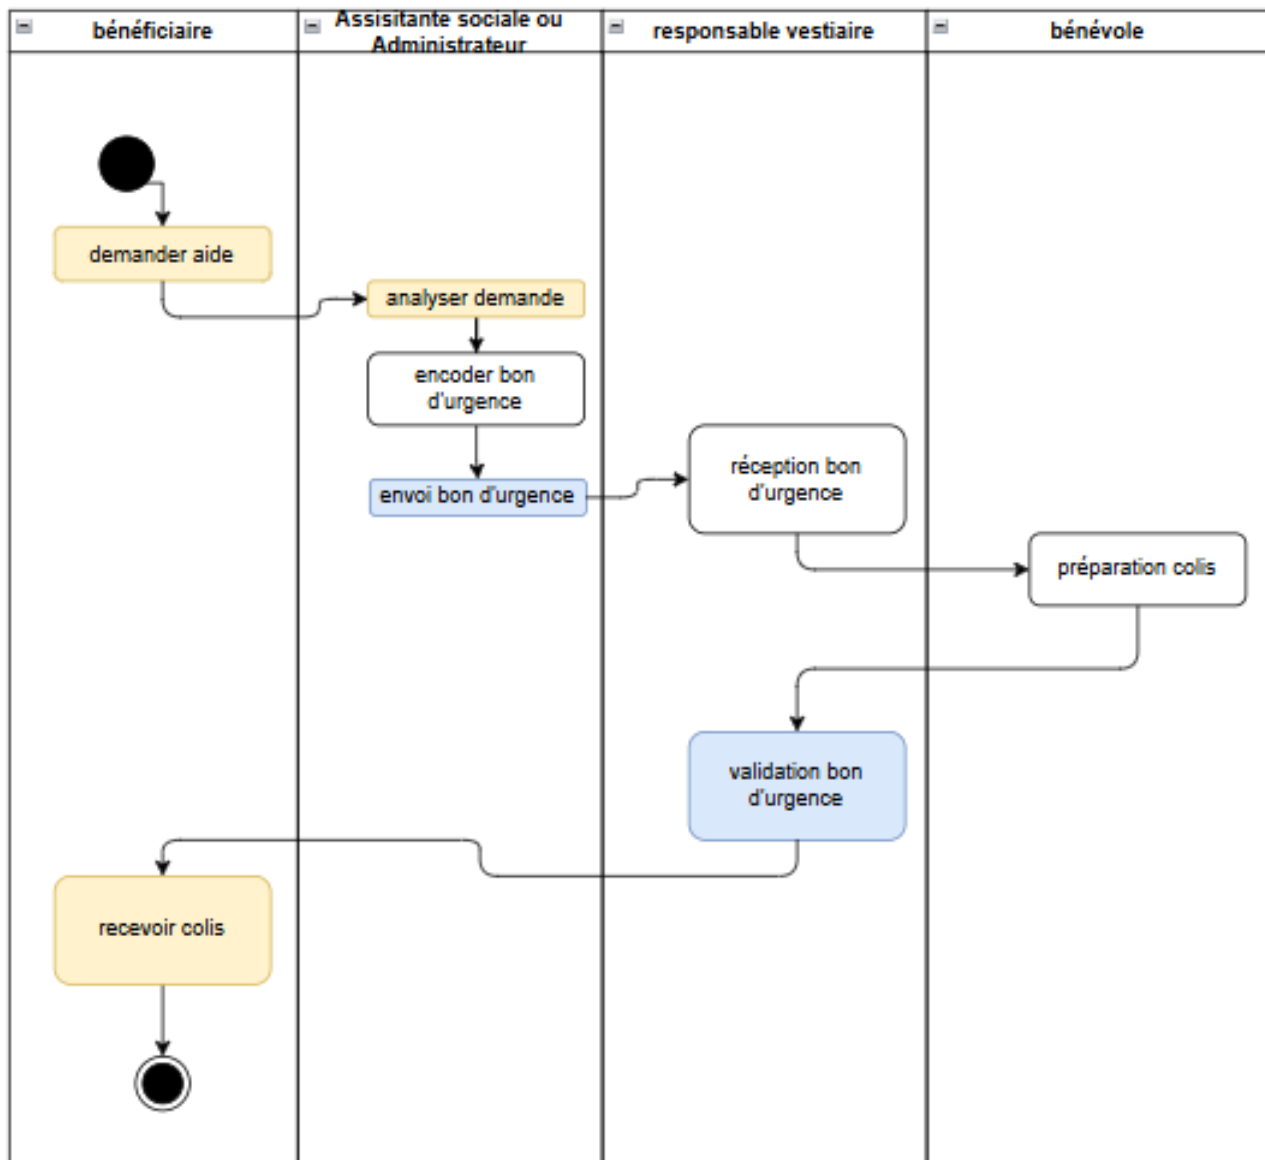 bénéficiaire
Assisitante sociale ou
Administrateur
responsable vestiaire
bénévole
demander aide
analyser demande
encoder bon
d'urgence
envoi bon d'urgence
réception bon
d'urgence
préparation colis
validation bon
d'urgence
recevoir colis